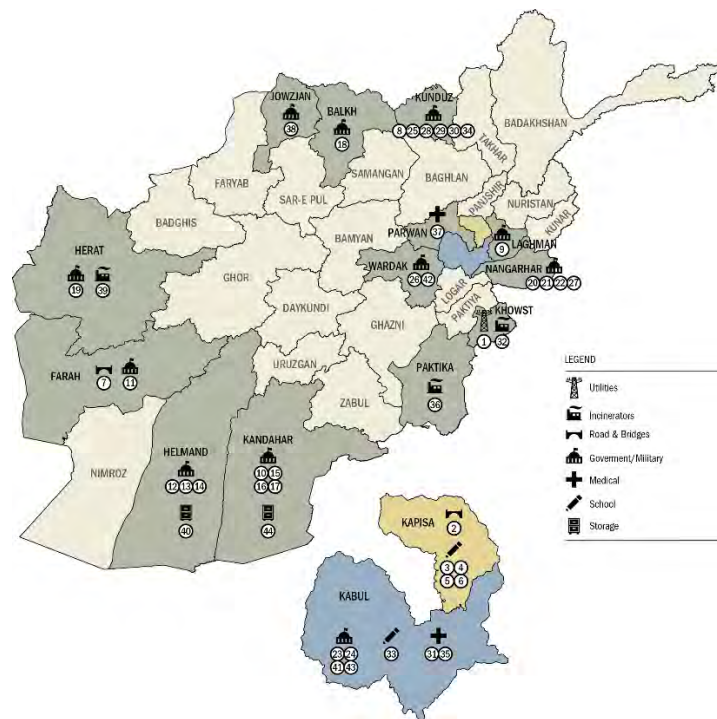 JOWZJAN
38
BALKH
18
KUNDUZ
8 25 28 29 30 34
BADAKHSHAN
TAKHAR
FARYAB
SAR-E PUL
SAMANGAN
BAGHLAN
PANJSHIR
NURISTAN
KUNAR
BADGHIS
PARWAN
37
LAGHMAN
9
HERAT
19 39
BAMYAN
WARDAK
26 42
NANGARHAR
20 21 22 27
GHOR
LOGAR
PAKTIYA
KHOWST
1 32
DAYKUNDI
GHAZNI
FARAH
7 11
URUZGAN
PAKTIKA
36
ZABUL
NIMROZ
HELMAND
12 13 14
40
KANDAHAR
10 15
16 17
44
LEGEND
Utilities
Incinerators
Road & Bridges
Goverment/Military
Medical
School
Storage
KAPISA
2
3 4
5 6
KABUL
23 24
41 43
33
31 35